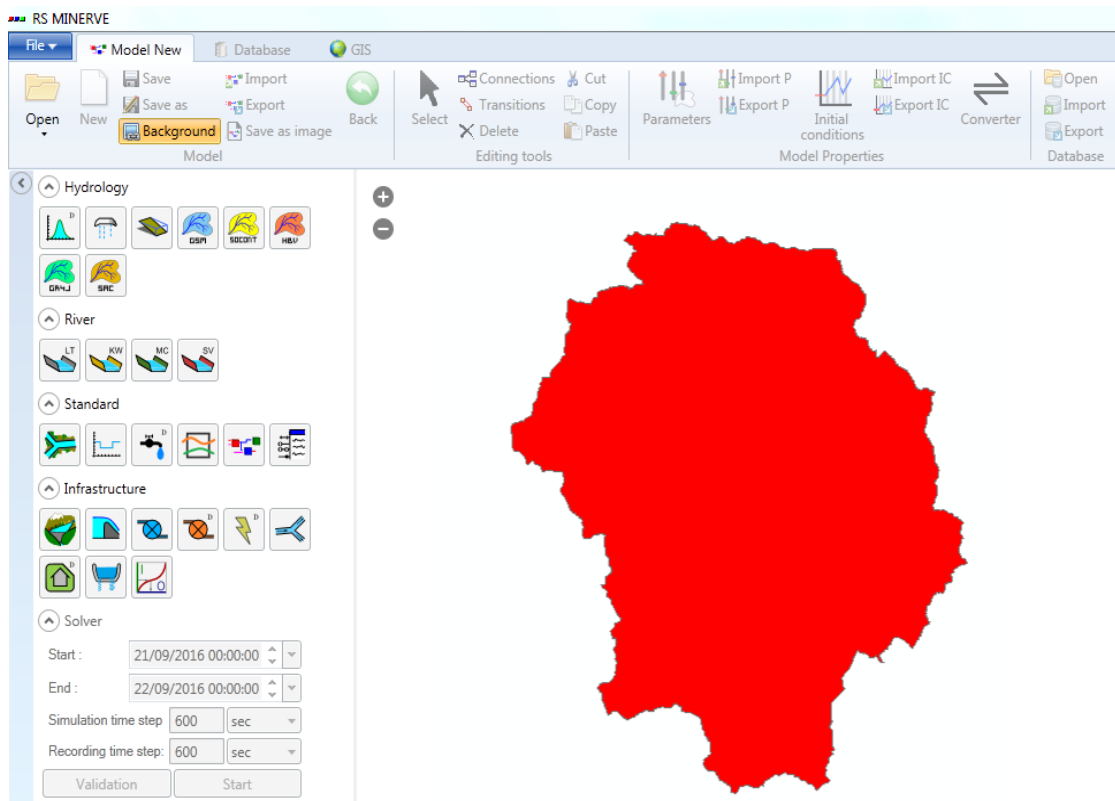 RS MINERVE
File Model New Database GIS
Open New Save Save as Background Import Export Save as image Back
Model
Select Connections Transitions Delete Cut Copy Paste
Editing tools
Parameters Import P Export P Initial conditions Import IC Export IC Converter
Model Properties
Open Import Export
Database
Hydrology
D GSM SOCONT HBV
GR4J SAC
River
LT KW MC SV
Standard
D
Infrastructure
D D
D I O
Solver
Start : 21/09/2016 00:00:00
End : 22/09/2016 00:00:00
Simulation time step 600 sec
Recording time step: 600 sec
Validation Start